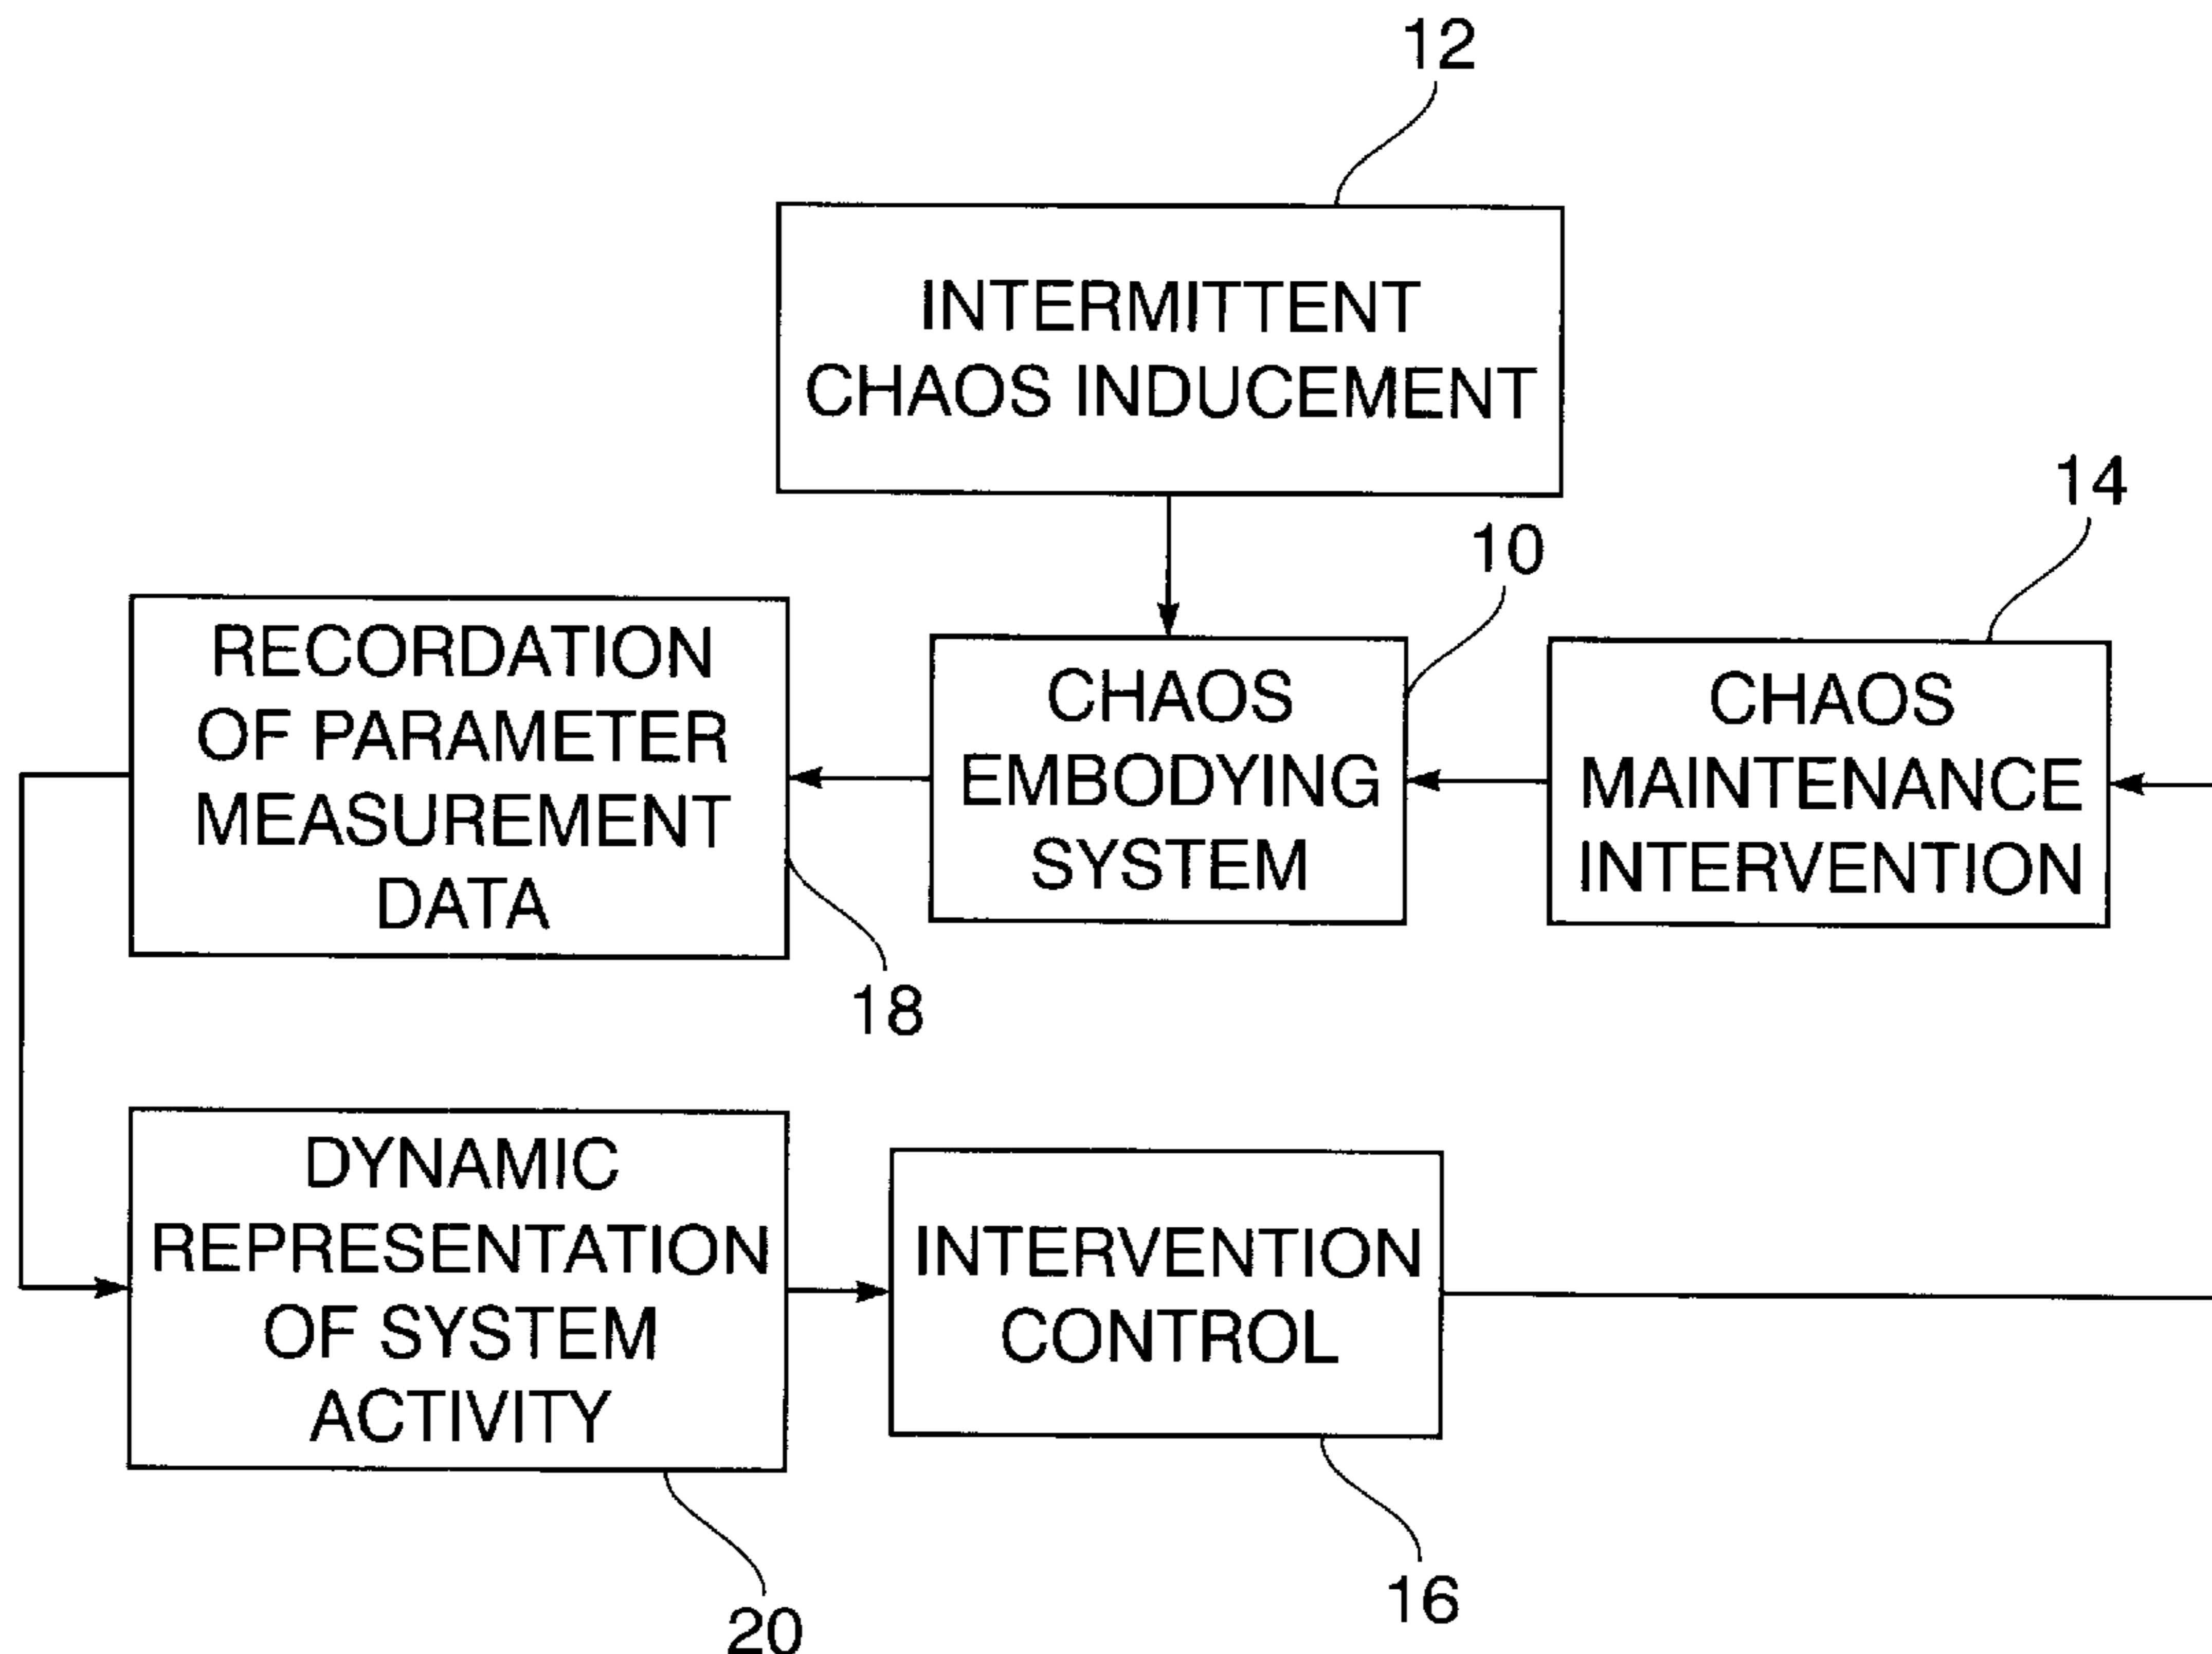 12
INTERMITTENT
CHAOS INDUCEMENT
14
10
RECORDATION
OF PARAMETER
MEASUREMENT
DATA
CHAOS
EMBODYING
SYSTEM
CHAOS
MAINTENANCE
INTERVENTION
18
DYNAMIC
REPRESENTATION
OF SYSTEM
ACTIVITY
INTERVENTION
CONTROL
16
20